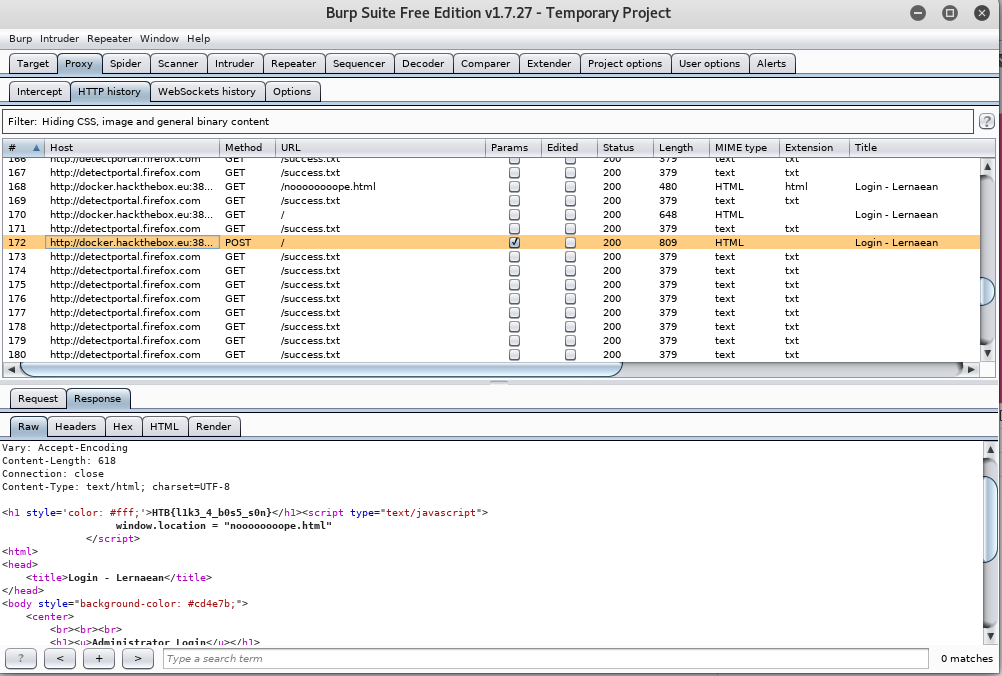 Burp Suite Free Edition v1.7.27 - Temporary Project
Burp Intruder Repeater Window Help
Target Proxy Spider Scanner Intruder Repeater Sequencer Decoder Comparer Extender Project options User options Alerts
Intercept HTTP history WebSockets history Options
Filter: Hiding CSS, image and general binary content ?
# Host Method URL Params Edited Status Length MIME type Extension Title
166 http://detectportal.firefox.com GET /success.txt 200 379 text txt
167 http://detectportal.firefox.com GET /success.txt 200 379 text txt
168 http://docker.hackthebox.eu:38... GET /noooooooope.html 200 480 HTML html Login - Lernaean
169 http://detectportal.firefox.com GET /success.txt 200 379 text txt
170 http://docker.hackthebox.eu:38... GET / 200 648 HTML Login - Lernaean
171 http://detectportal.firefox.com GET /success.txt 200 379 text txt
172 http://docker.hackthebox.eu:38... POST / 200 809 HTML Login - Lernaean
173 http://detectportal.firefox.com GET /success.txt 200 379 text txt
174 http://detectportal.firefox.com GET /success.txt 200 379 text txt
175 http://detectportal.firefox.com GET /success.txt 200 379 text txt
176 http://detectportal.firefox.com GET /success.txt 200 379 text txt
177 http://detectportal.firefox.com GET /success.txt 200 379 text txt
178 http://detectportal.firefox.com GET /success.txt 200 379 text txt
179 http://detectportal.firefox.com GET /success.txt 200 379 text txt
180 http://detectportal.firefox.com GET /success.txt 200 379 text txt
Request Response
Raw Headers Hex HTML Render
Vary: Accept-Encoding
Content-Length: 618
Connection: close
Content-Type: text/html; charset=UTF-8
<h1 style='color: #fff;'>HTB{l1k3_4_b0s5_s0n}</h1><script type="text/javascript">
window.location = "noooooooope.html"
</script>
<html>
<head>
<title>Login - Lernaean</title>
</head>
<body style="background-color: #cd4e7b;">
<center>
<br><br><br>
<h1><u>Administrator Login</u></h1>
? < + > Type a search term 0 matches